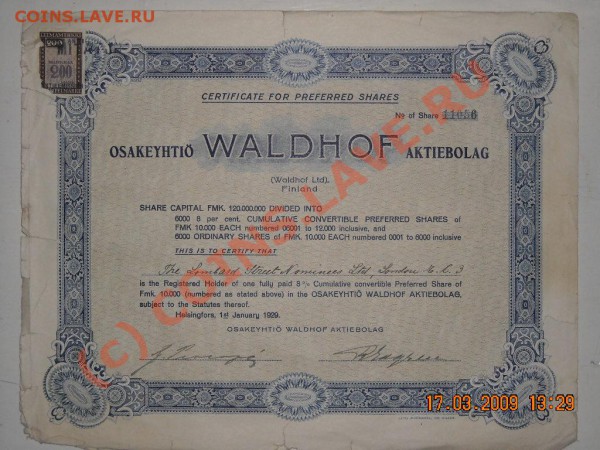 COINS.LAVE.RU
200
CERTIFICATE FOR PREFERRED SHARES
No of Share 11056
OSAKEYHTIÖ WALDHOF AKTIEBOLAG
(Waldhof Ltd).
Finland
SHARE CAPITAL FMK. 120.000.000 DIVIDED INTO
6000 8 per cent. CUMULATIVE CONVERTIBLE PREFERRED SHARES of
FMK 10.000 EACH numbered 0001 to 12.000 inclusive, and
6000 ORDINARY SHARES of FMK. 10.000 EACH numbered 0001 to 6000 inclusive
THIS IS TO CERTIFY THAT
The Lombard Street Nominees Ltd, London E.C.3
is the Registered Holder of one fully paid 8 % Cumulative convertible Preferred Share of
Fmk. 10.000 (numbered as stated above) in the OSAKEYHTIÖ WALDHOF AKTIEBOLAG,
subject to the Statutes thereof.
Helsingfors, 1st January 1929.
OSAKEYHTIÖ WALDHOF AKTIEBOLAG
(C) COINS.LAVE.RU
17.03.2009 13:29
COINS.LAVE.RU